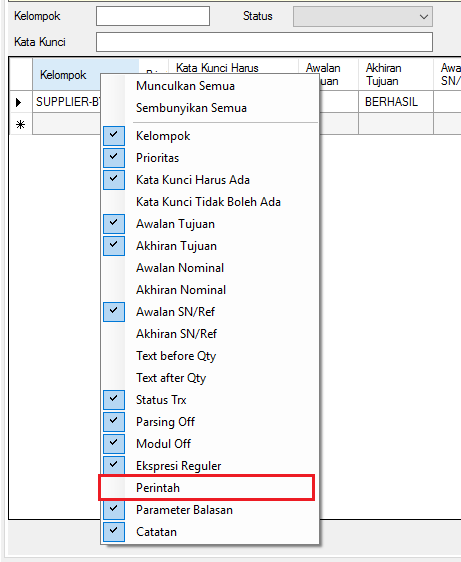 Kelompok
Status
Kata Kunci
Kelompok
Kata Kunci Harus
Awalan
Akhiran
Tujuan
Awa
SN/
SUPPLIER-B
BERHASIL
Munculkan Semua
Sembunyikan Semua
Kelompok
Prioritas
Kata Kunci Harus Ada
Kata Kunci Tidak Boleh Ada
Awalan Tujuan
Akhiran Tujuan
Awalan Nominal
Akhiran Nominal
Awalan SN/Ref
Akhiran SN/Ref
Text before Qty
Text after Qty
Status Trx
Parsing Off
Modul Off
Ekspresi Reguler
Perintah
Parameter Balasan
Catatan